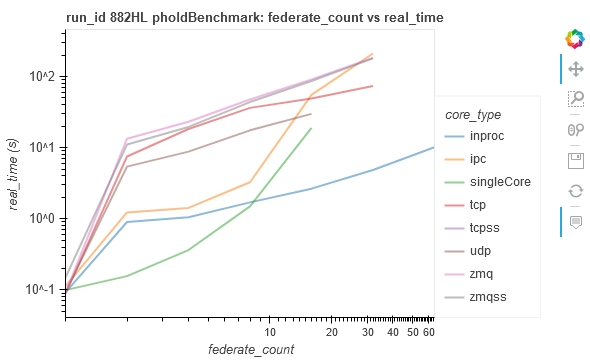 run_id 882HL pholdBenchmark: federate_count vs real_time
10^2
10^1
10^0
10^-1
real_time (s)
10
20
30
40
50
60
federate_count
core_type
inproc
ipc
singleCore
tcp
tcpss
udp
zmq
zmqss